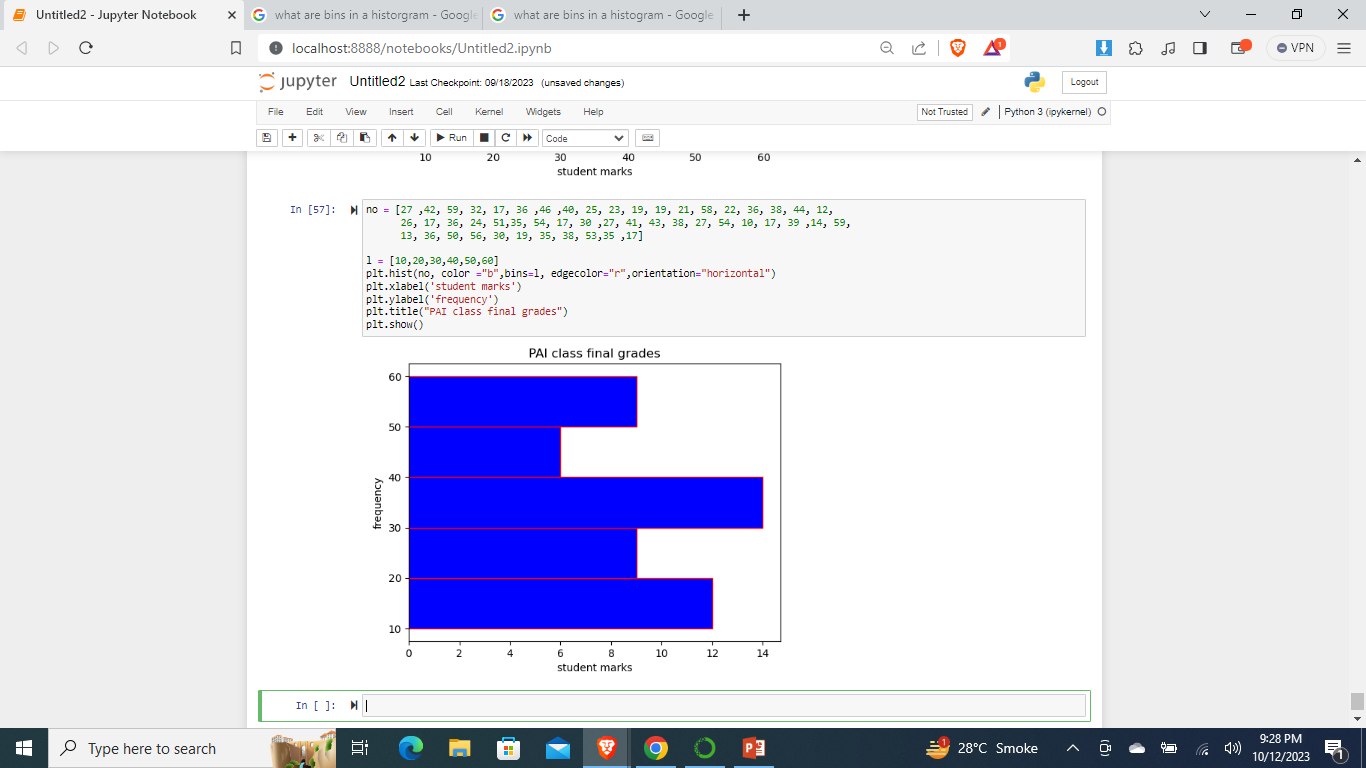 Untitled2 - Jupyter Notebook
what are bins in a historgram - Google
what are bins in a histogram - Google
localhost:8888/notebooks/Untitled2.ipynb
1
VPN
jupyter Untitled2 Last Checkpoint: 09/18/2023 (unsaved changes)
Logout
File Edit View Insert Cell Kernel Widgets Help
Not Trusted
Python 3 (ipykernel)
Run
Code
10 20 30 40 50 60
student marks
In [57]:
no = [27 ,42, 59, 32, 17, 36 ,46 ,40, 25, 23, 19, 19, 21, 58, 22, 36, 38, 44, 12,
26, 17, 36, 24, 51,35, 54, 17, 30 ,27, 41, 43, 38, 27, 54, 10, 17, 39 ,14, 59,
13, 36, 50, 56, 30, 19, 35, 38, 53,35 ,17]
l = [10,20,30,40,50,60]
plt.hist(no, color ="b",bins=l, edgecolor="r",orientation="horizontal")
plt.xlabel('student marks')
plt.ylabel('frequency')
plt.title("PAI class final grades")
plt.show()
PAI class final grades
60
50
40
30
20
10
frequency
0 2 4 6 8 10 12 14
student marks
In [ ]:
Type here to search
1
28°C Smoke
9:28 PM
10/12/2023
1